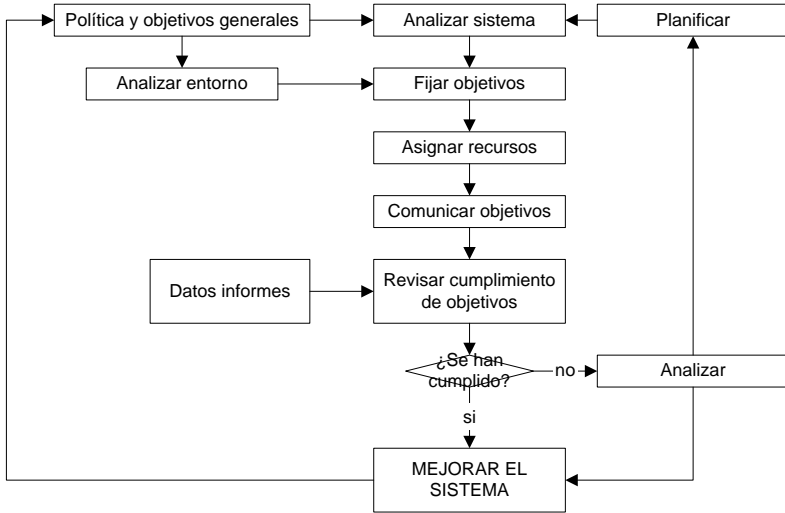 Política y objetivos generales
Analizar sistema
Planificar
Analizar entorno
Fijar objetivos
Asignar recursos
Comunicar objetivos
Datos informes
Revisar cumplimiento
de objetivos
¿Se han
cumplido?
no
Analizar
si
MEJORAR EL
SISTEMA